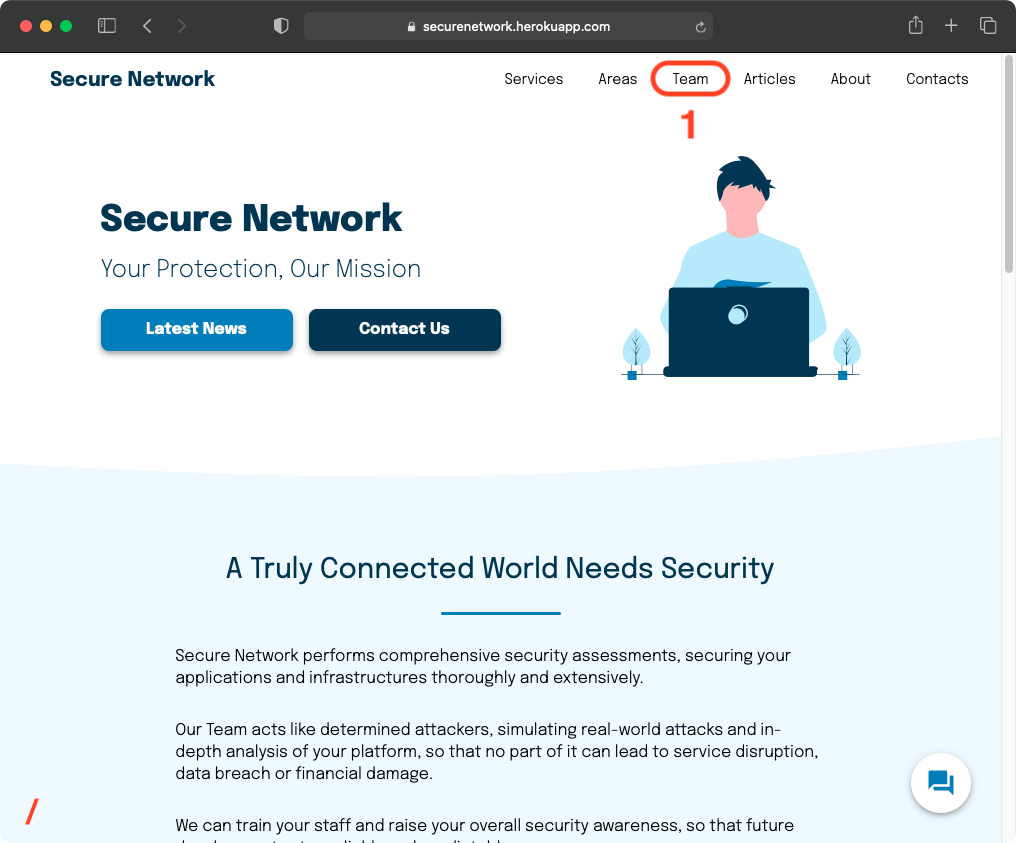 securenetwork.herokuapp.com
Secure Network Services Areas Team Articles About Contacts
1
Secure Network
Your Protection, Our Mission
Latest News Contact Us
A Truly Connected World Needs Security
Secure Network performs comprehensive security assessments, securing your
applications and infrastructures thoroughly and extensively.
Our Team acts like determined attackers, simulating real-world attacks and in-
depth analysis of your platform, so that no part of it can lead to service disruption,
data breach or financial damage.
/
We can train your staff and raise your overall security awareness, so that future